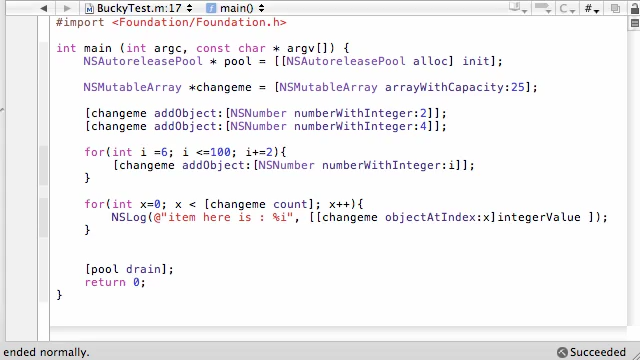 BuckyTest.m:17 main() C #
#import <Foundation/Foundation.h>
int main (int argc, const char * argv[]) {
NSAutoreleasePool * pool = [[NSAutoreleasePool alloc] init];
NSMutableArray *changeme = [NSMutableArray arrayWithCapacity:25];
[changeme addObject:[NSNumber numberWithInteger:2]];
[changeme addObject:[NSNumber numberWithInteger:4]];
for(int i =6; i <=100; i+=2){
[changeme addObject:[NSNumber numberWithInteger:i]];
}
for(int x=0; x < [changeme count]; x++){
NSLog(@"item here is : %i", [[changeme objectAtIndex:x]integerValue ]);
}
[pool drain];
return 0;
}
ended normally. Succeeded